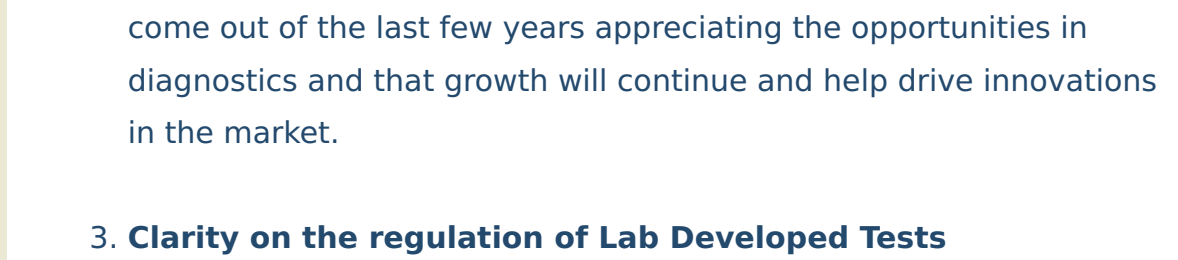 come out of the last few years appreciating the opportunities in
diagnostics and that growth will continue and help drive innovations
in the market.
3. Clarity on the regulation of Lab Developed Tests